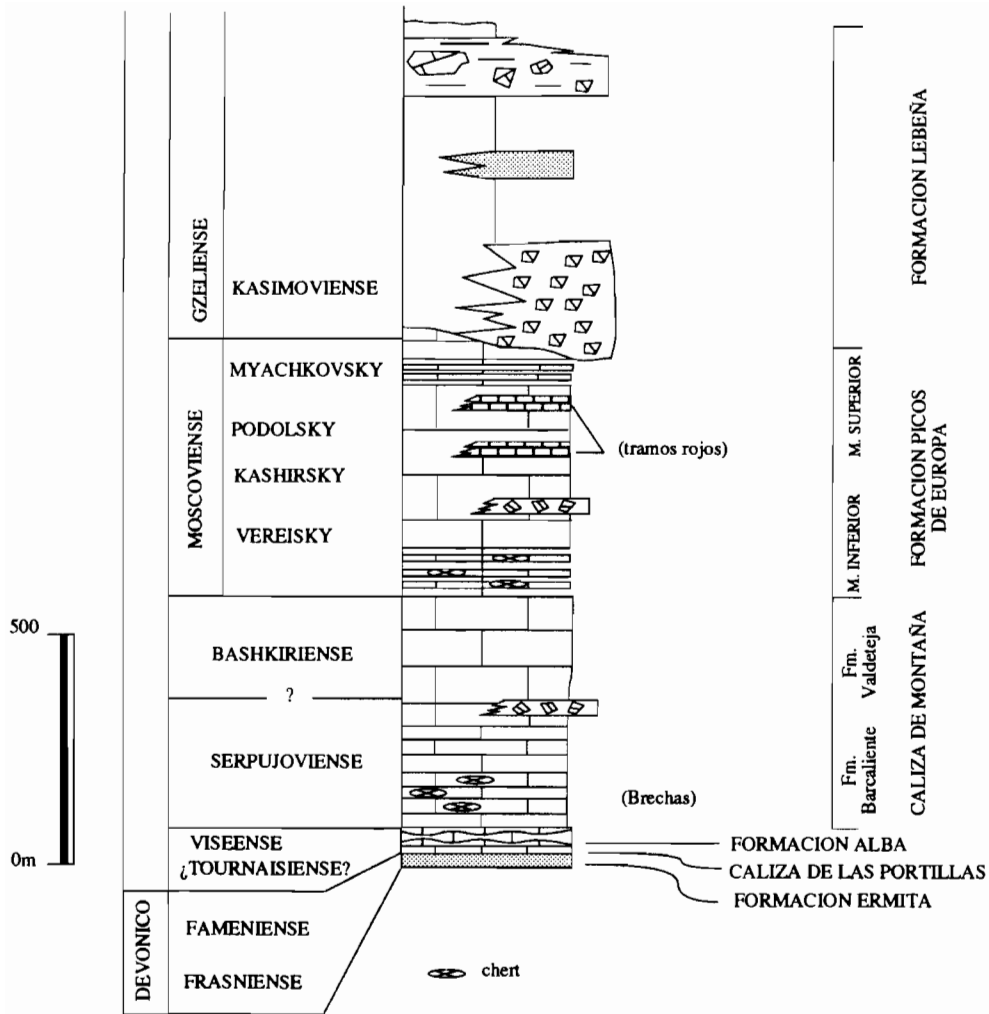 GZELIENSE
KASIMOVIENSE
MOSCOVIENSE
MYACHKOVSKY
PODOLSKY
KASHIRSKY
VEREISKY
BASHKIRIENSE
?
SERPUJOVIENSE
VISEENSE
¿TOURNAISIENSE?
DEVONICO
FAMENIENSE
FRASNIENSE
500
0m
(tramos rojos)
(Brechas)
chert
FORMACION LEBEÑA
M. SUPERIOR
M. INFERIOR
FORMACION PICOS
DE EUROPA
Fm.
Valdeteja
Fm.
Barcaliente
CALIZA DE MONTAÑA
FORMACION ALBA
CALIZA DE LAS PORTILLAS
FORMACION ERMITA